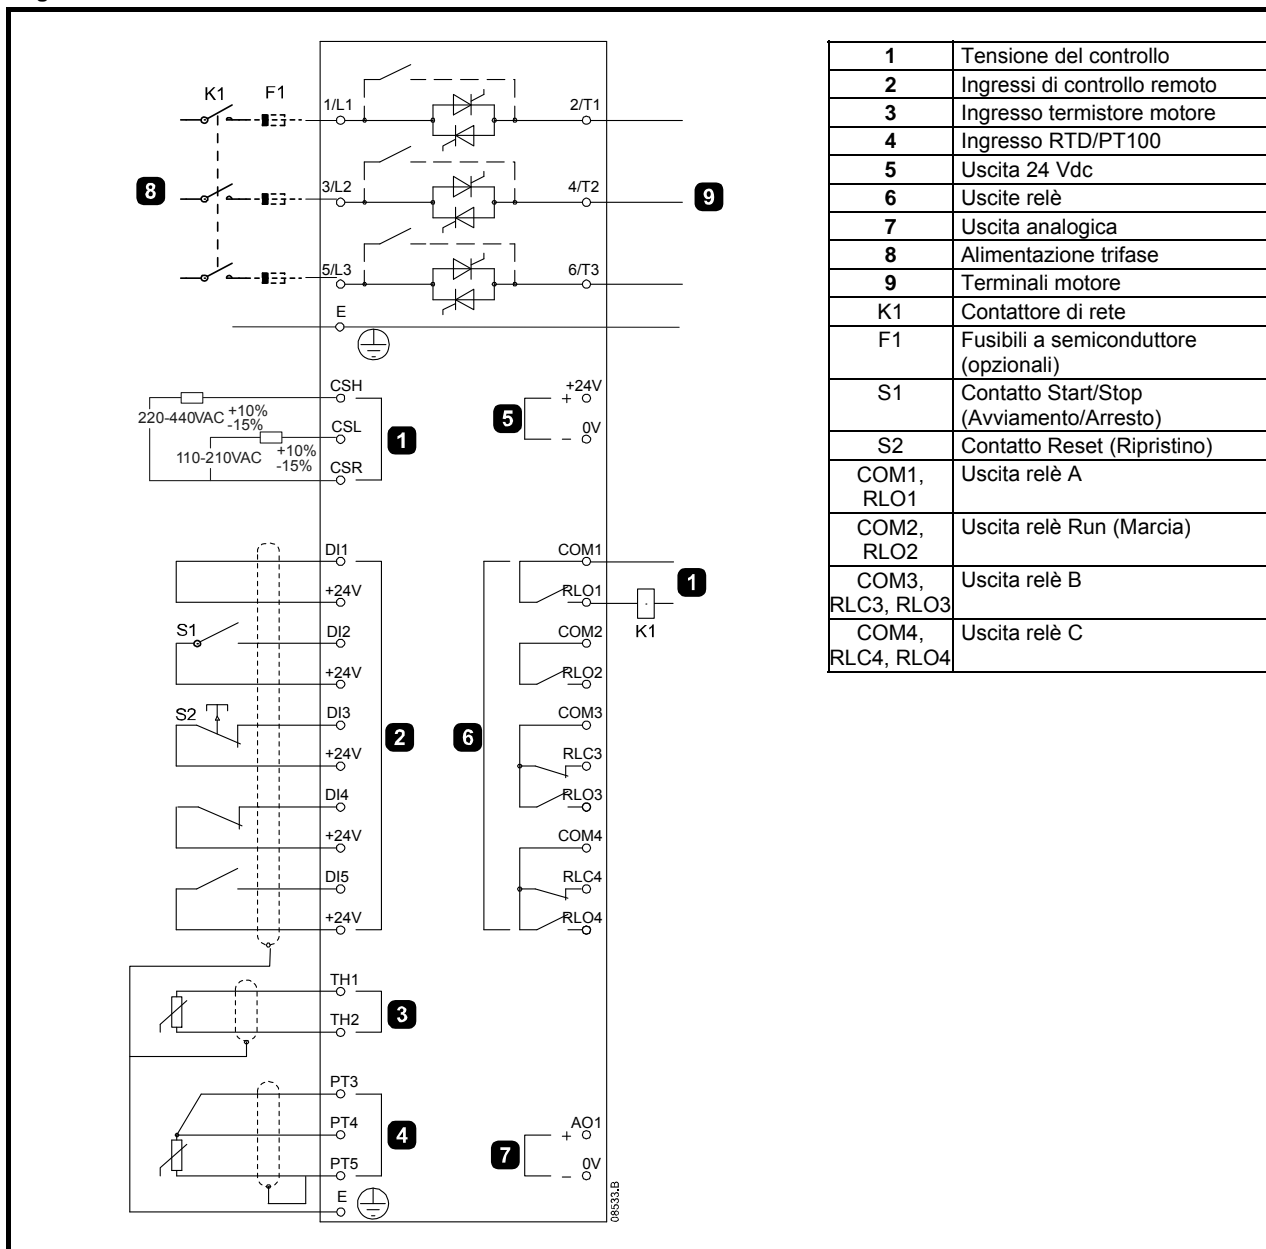 K1
F1
1/L1
2/T1
3/L2
4/T2
8
9
5/L3
6/T3
E
CSH
220-440VAC
+10%
-15%
CSL
110-210VAC
+10%
-15%
CSR
1
+24V
+
5
0V
–
DI1
+24V
S1
DI2
+24V
S2
DI3
2
+24V
DI4
+24V
DI5
+24V
COM1
1
RLO1
K1
COM2
RLO2
COM3
6
RLC3
RLO3
COM4
RLC4
RLO4
TH1
3
TH2
PT3
PT4
4
PT5
E
AO1
+
7
0V
–
08533.B
1 Tensione del controllo
2 Ingressi di controllo remoto
3 Ingresso termistore motore
4 Ingresso RTD/PT100
5 Uscita 24 Vdc
6 Uscite relè
7 Uscita analogica
8 Alimentazione trifase
9 Terminali motore
K1 Contattore di rete
F1 Fusibili a semiconduttore
(opzionali)
S1 Contatto Start/Stop
(Avviamento/Arresto)
S2 Contatto Reset (Ripristino)
COM1, Uscita relè A
RLO1
COM2, Uscita relè Run (Marcia)
RLO2
COM3, Uscita relè B
RLC3, RLO3
COM4, Uscita relè C
RLC4, RLO4